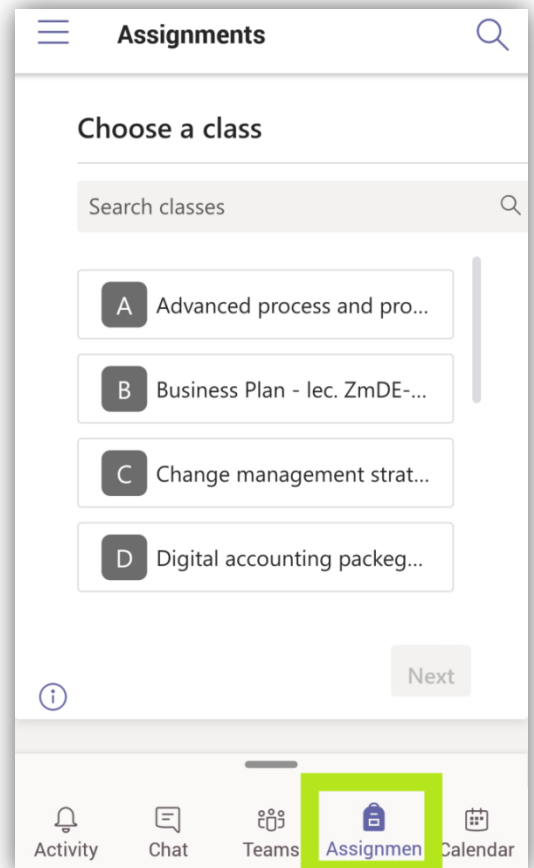 Assignments
Choose a class
Search classes
A Advanced process and pro...
B Business Plan - lec. ZmDE-...
C Change management strat...
D Digital accounting packeg...
Next
Activity Chat Teams Assignmen Calendar